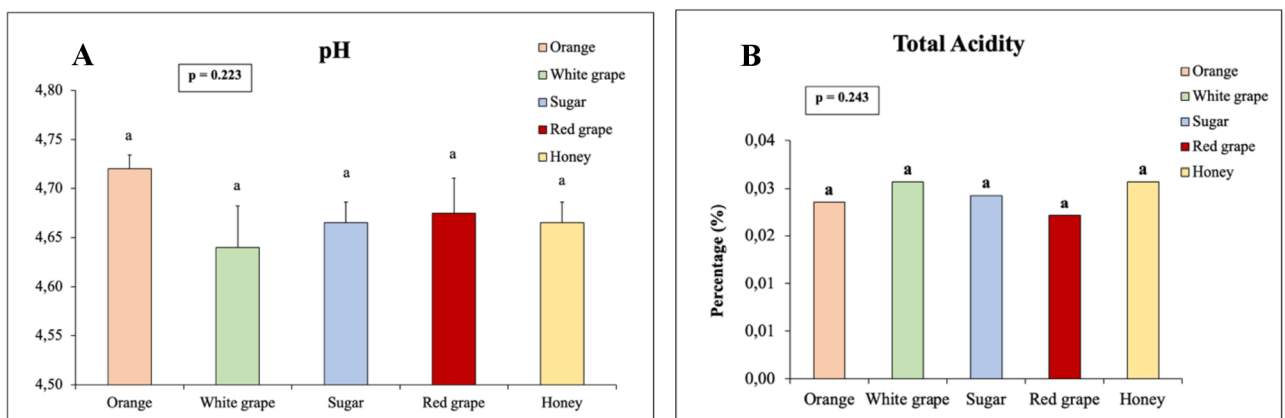 A
pH
p = 0.223
Orange
White grape
Sugar
Red grape
Honey
4,80
4,75
4,70
4,65
4,60
4,55
4,50
a
a
a
a
a
Orange
White grape
Sugar
Red grape
Honey
B
Total Acidity
p = 0.243
Orange
White grape
Sugar
Red grape
Honey
Percentage (%)
0,04
0,03
0,02
0,01
0,01
0,00
a
a
a
a
a
Orange
White grape
Sugar
Red grape
Honey